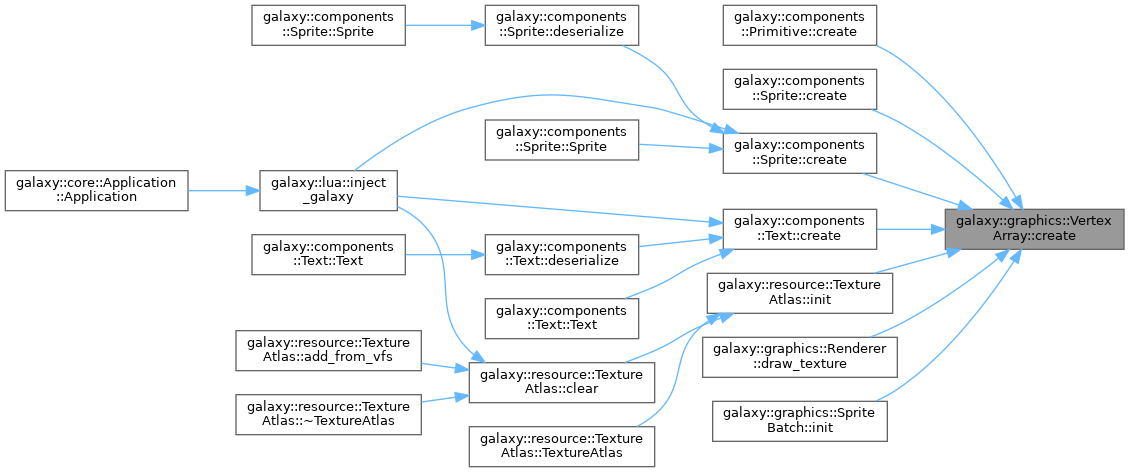 galaxy::components
::Sprite::Sprite
galaxy::components
::Sprite::deserialize
galaxy::components
::Primitive::create
galaxy::components
::Sprite::create
galaxy::components
::Sprite::Sprite
galaxy::components
::Sprite::create
galaxy::core::Application
::Application
galaxy::lua::inject
_galaxy
galaxy::graphics::Vertex
Array::create
galaxy::components
::Text::create
galaxy::components
::Text::Text
galaxy::components
::Text::deserialize
galaxy::resource::Texture
Atlas::init
galaxy::components
::Text::Text
galaxy::resource::Texture
Atlas::add_from_vfs
galaxy::graphics::Renderer
::draw_texture
galaxy::resource::Texture
Atlas::clear
galaxy::resource::Texture
Atlas::~TextureAtlas
galaxy::graphics::Sprite
Batch::init
galaxy::resource::Texture
Atlas::TextureAtlas